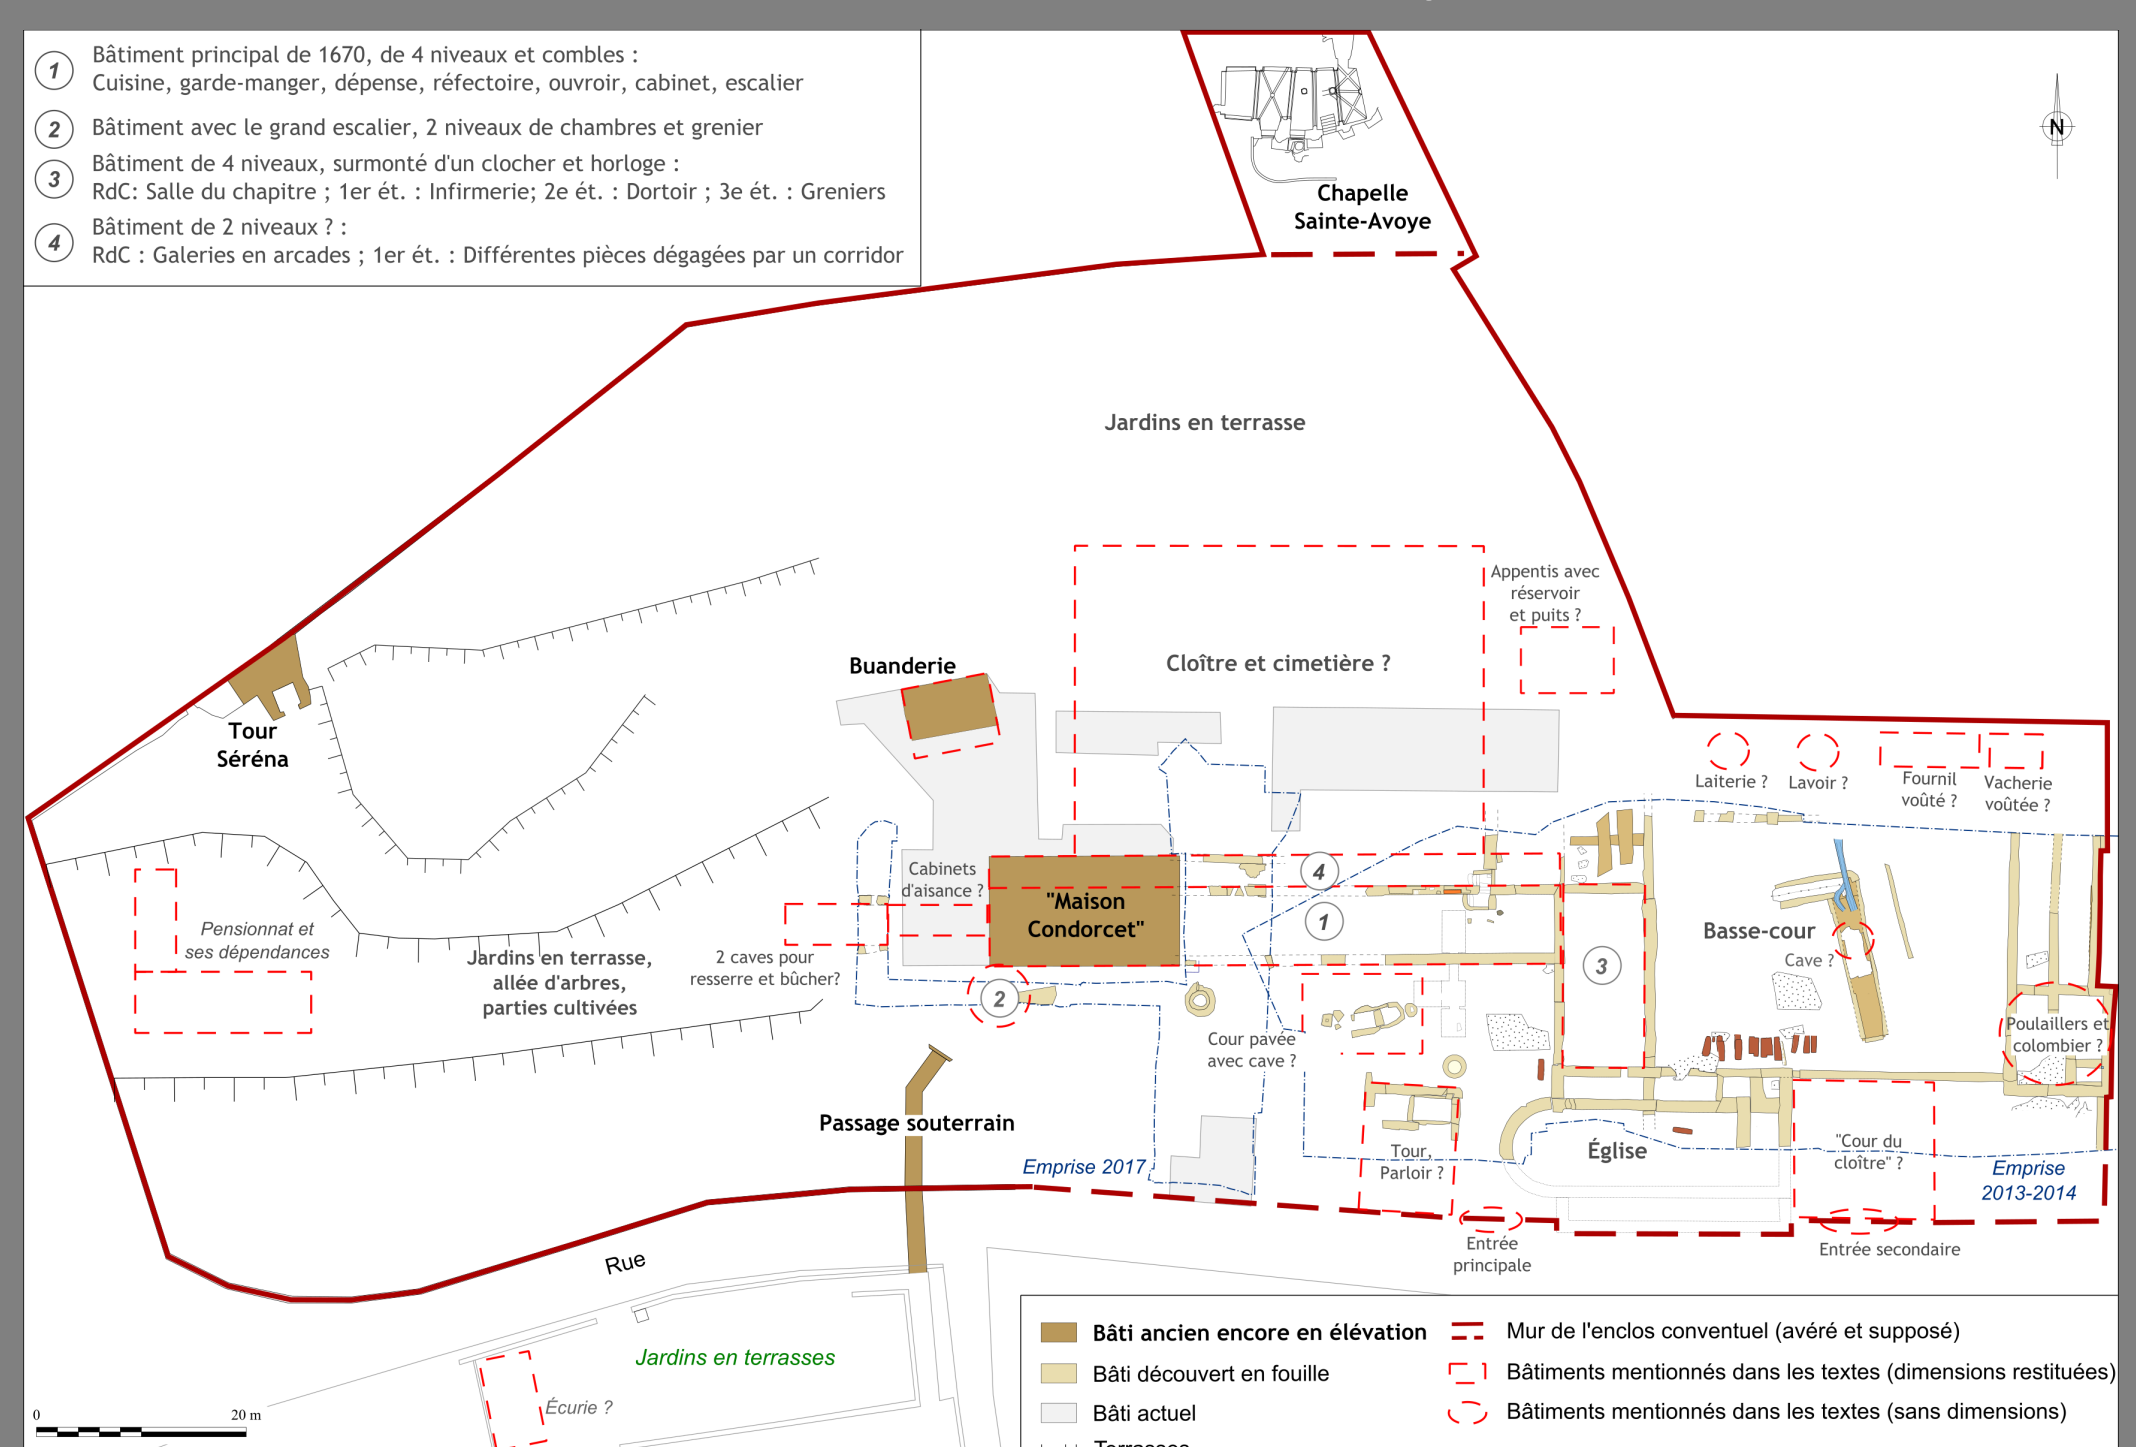 1
Bâtiment principal de 1670, de 4 niveaux et combles :
Cuisine, garde-manger, dépense, réfectoire, ouvroir, cabinet, escalier
2
Bâtiment avec le grand escalier, 2 niveaux de chambres et grenier
3
Bâtiment de 4 niveaux, surmonté d'un clocher et horloge :
RdC: Salle du chapitre ; 1er ét. : Infirmerie; 2e ét. : Dortoir ; 3e ét. : Greniers
4
Bâtiment de 2 niveaux ? :
RdC : Galeries en arcades ; 1er ét. : Différentes pièces dégagées par un corridor
N
Chapelle
Sainte-Avoye
Jardins en terrasse
Appentis avec
réservoir
et puits ?
Cloître et cimetière ?
Buanderie
Tour
Séréna
Laiterie ?
Lavoir ?
Fournil
voûté ?
Vacherie
voûtée ?
Cabinets
d'aisance ?
"Maison
Condorcet"
4
1
3
2
Basse-cour
Cave ?
Pensionnat et
ses dépendances
Jardins en terrasse,
allée d'arbres,
parties cultivées
2 caves pour
resserre et bûcher?
Cour pavée
avec cave ?
Poulaillers et
colombier ?
Passage souterrain
Emprise 2017
Tour,
Parloir ?
Église
"Cour du
cloître" ?
Emprise
2013-2014
Entrée
principale
Entrée secondaire
Rue
Jardins en terrasses
Écurie ?
0
20 m
Bâti ancien encore en élévation
Bâti découvert en fouille
Bâti actuel
Terrasses
Mur de l'enclos conventuel (avéré et supposé)
Bâtiments mentionnés dans les textes (dimensions restituées)
Bâtiments mentionnés dans les textes (sans dimensions)